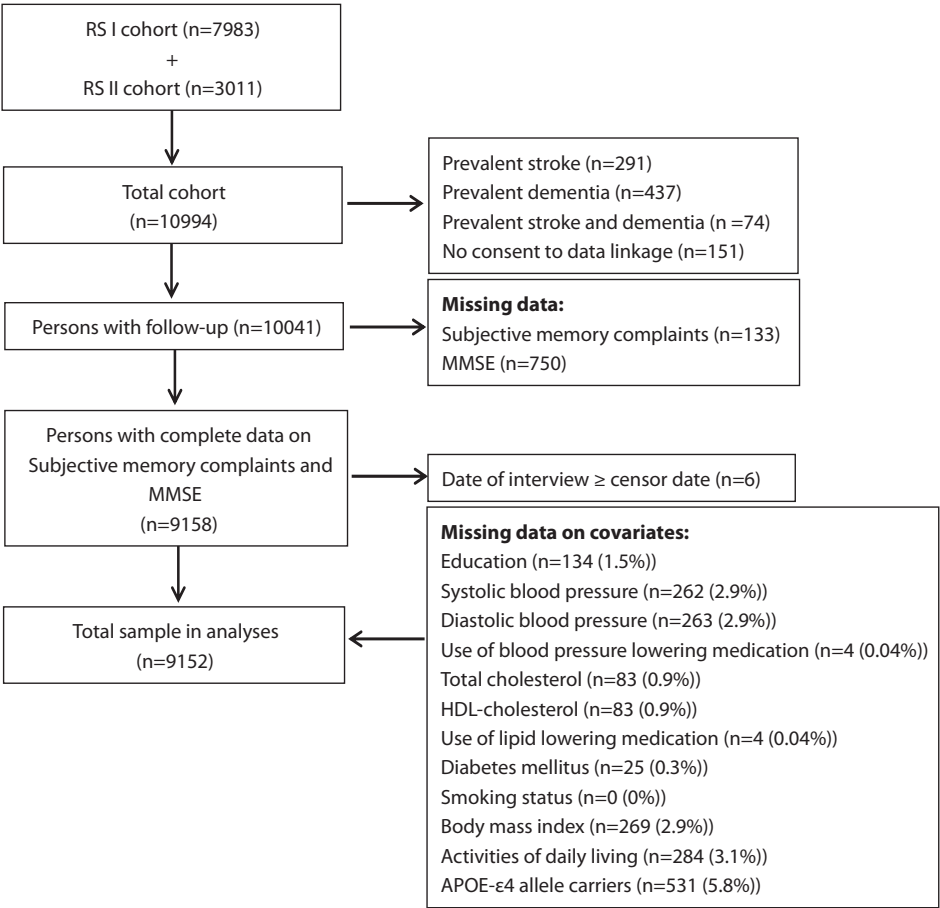 RS I cohort (n=7983)
+
RS II cohort (n=3011)
Total cohort
(n=10994)
Prevalent stroke (n=291)
Prevalent dementia (n=437)
Prevalent stroke and dementia (n =74)
No consent to data linkage (n=151)
Persons with follow-up (n=10041)
Missing data:
Subjective memory complaints (n=133)
MMSE (n=750)
Persons with complete data on
Subjective memory complaints and
MMSE
(n=9158)
Date of interview ≥ censor date (n=6)
Total sample in analyses
(n=9152)
Missing data on covariates:
Education (n=134 (1.5%))
Systolic blood pressure (n=262 (2.9%))
Diastolic blood pressure (n=263 (2.9%))
Use of blood pressure lowering medication (n=4 (0.04%))
Total cholesterol (n=83 (0.9%))
HDL-cholesterol (n=83 (0.9%))
Use of lipid lowering medication (n=4 (0.04%))
Diabetes mellitus (n=25 (0.3%))
Smoking status (n=0 (0%))
Body mass index (n=269 (2.9%))
Activities of daily living (n=284 (3.1%))
APOE-ε4 allele carriers (n=531 (5.8%))